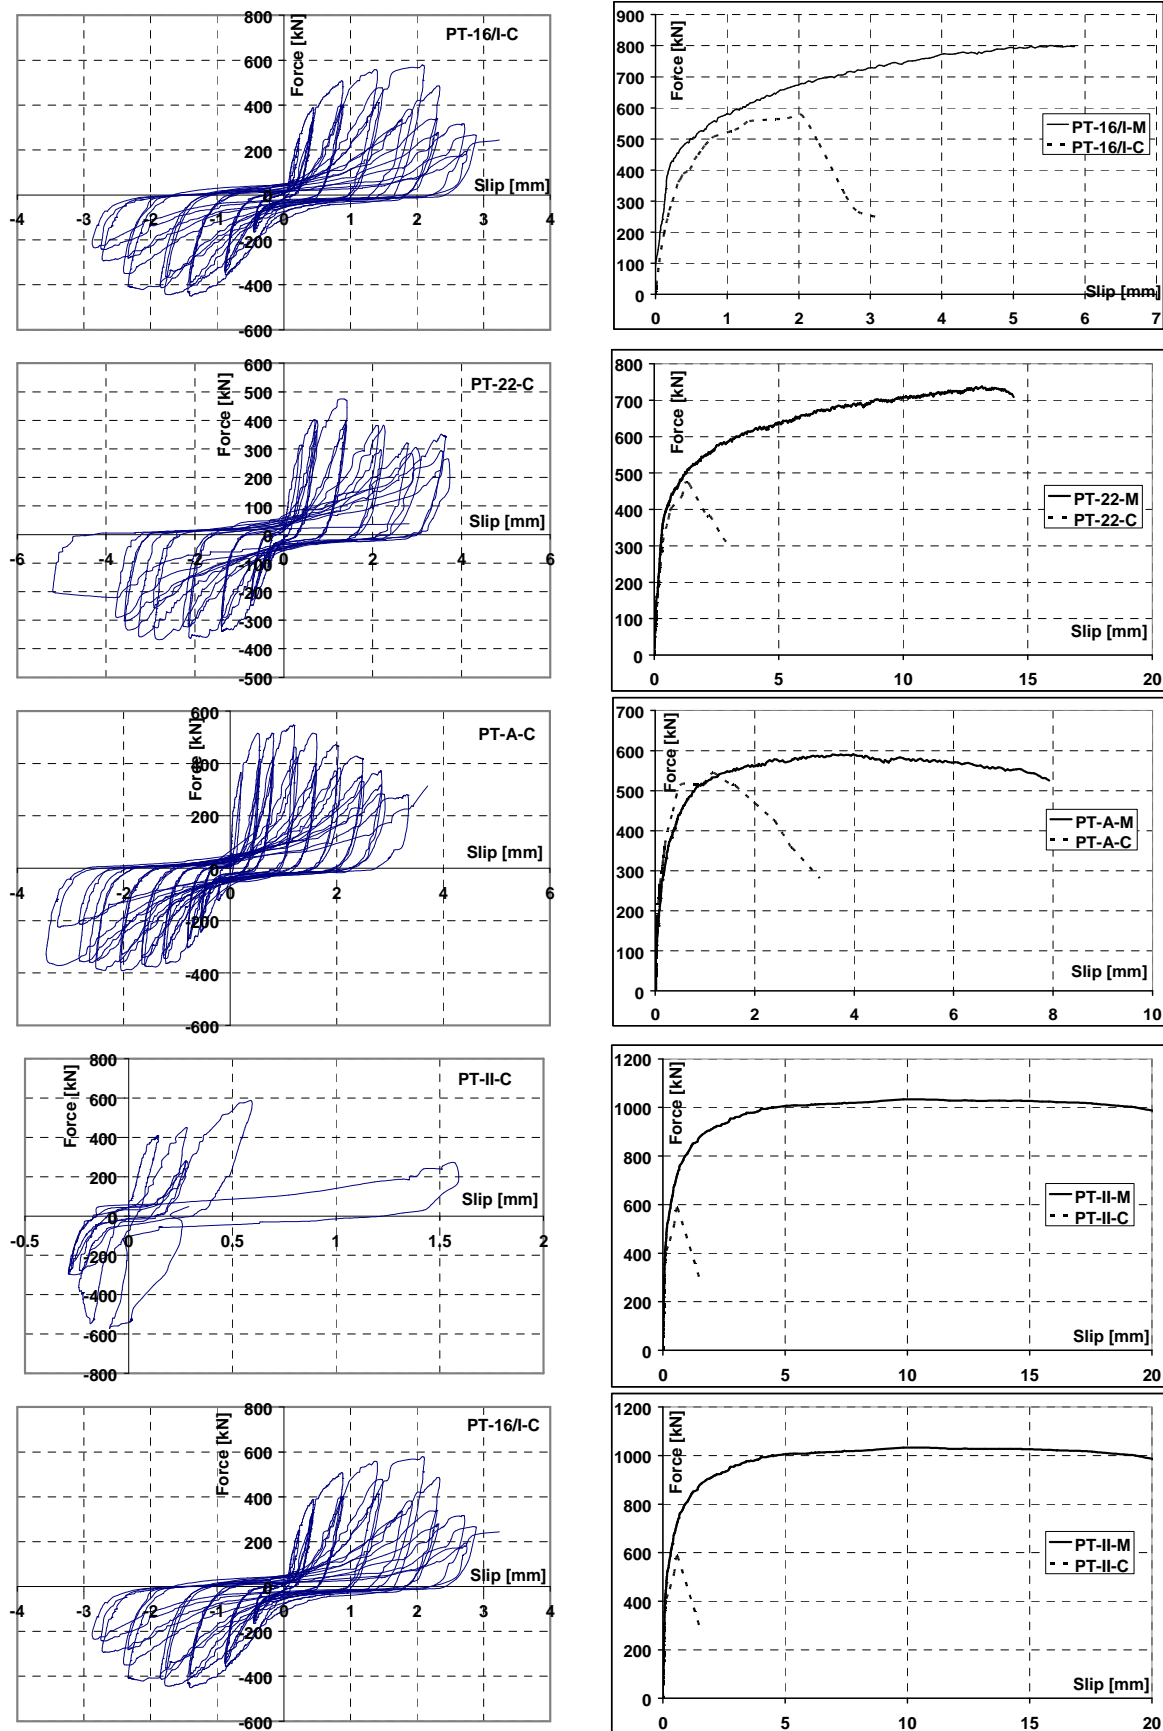 PT-16/I-C
Force [kN]
Slip [mm]
800
600
400
200
0
-200
-400
-600
-4 -3 -2 -1 0 1 2 3 4
Force [kN]
900
800
700
600
500
400
300
200
100
0
PT-16/I-M
PT-16/I-C
Slip [mm]
0 1 2 3 4 5 6 7
PT-22-C
Force [kN]
Slip [mm]
600
500
400
300
200
100
0
-100
-200
-300
-400
-500
-6 -4 -2 0 2 4 6
Force [kN]
800
700
600
500
400
300
200
100
0
PT-22-M
PT-22-C
Slip [mm]
0 5 10 15 20
PT-A-C
Force [kN]
Slip [mm]
600
400
200
0
-200
-400
-600
-4 -2 0 2 4 6
Force [kN]
700
600
500
400
300
200
100
0
PT-A-M
PT-A-C
Slip [mm]
0 2 4 6 8 10
PT-II-C
Force [kN]
Slip [mm]
800
600
400
200
0
-200
-400
-600
-800
-0.5 0 0.5 1 1.5 2
Force [kN]
1200
1000
800
600
400
200
0
PT-II-M
PT-II-C
Slip [mm]
0 5 10 15 20
PT-16/I-C
Force [kN]
Slip [mm]
800
600
400
200
0
-200
-400
-600
-4 -3 -2 -1 0 1 2 3 4
Force [kN]
1200
1000
800
600
400
200
0
PT-II-M
PT-II-C
Slip [mm]
0 5 10 15 20